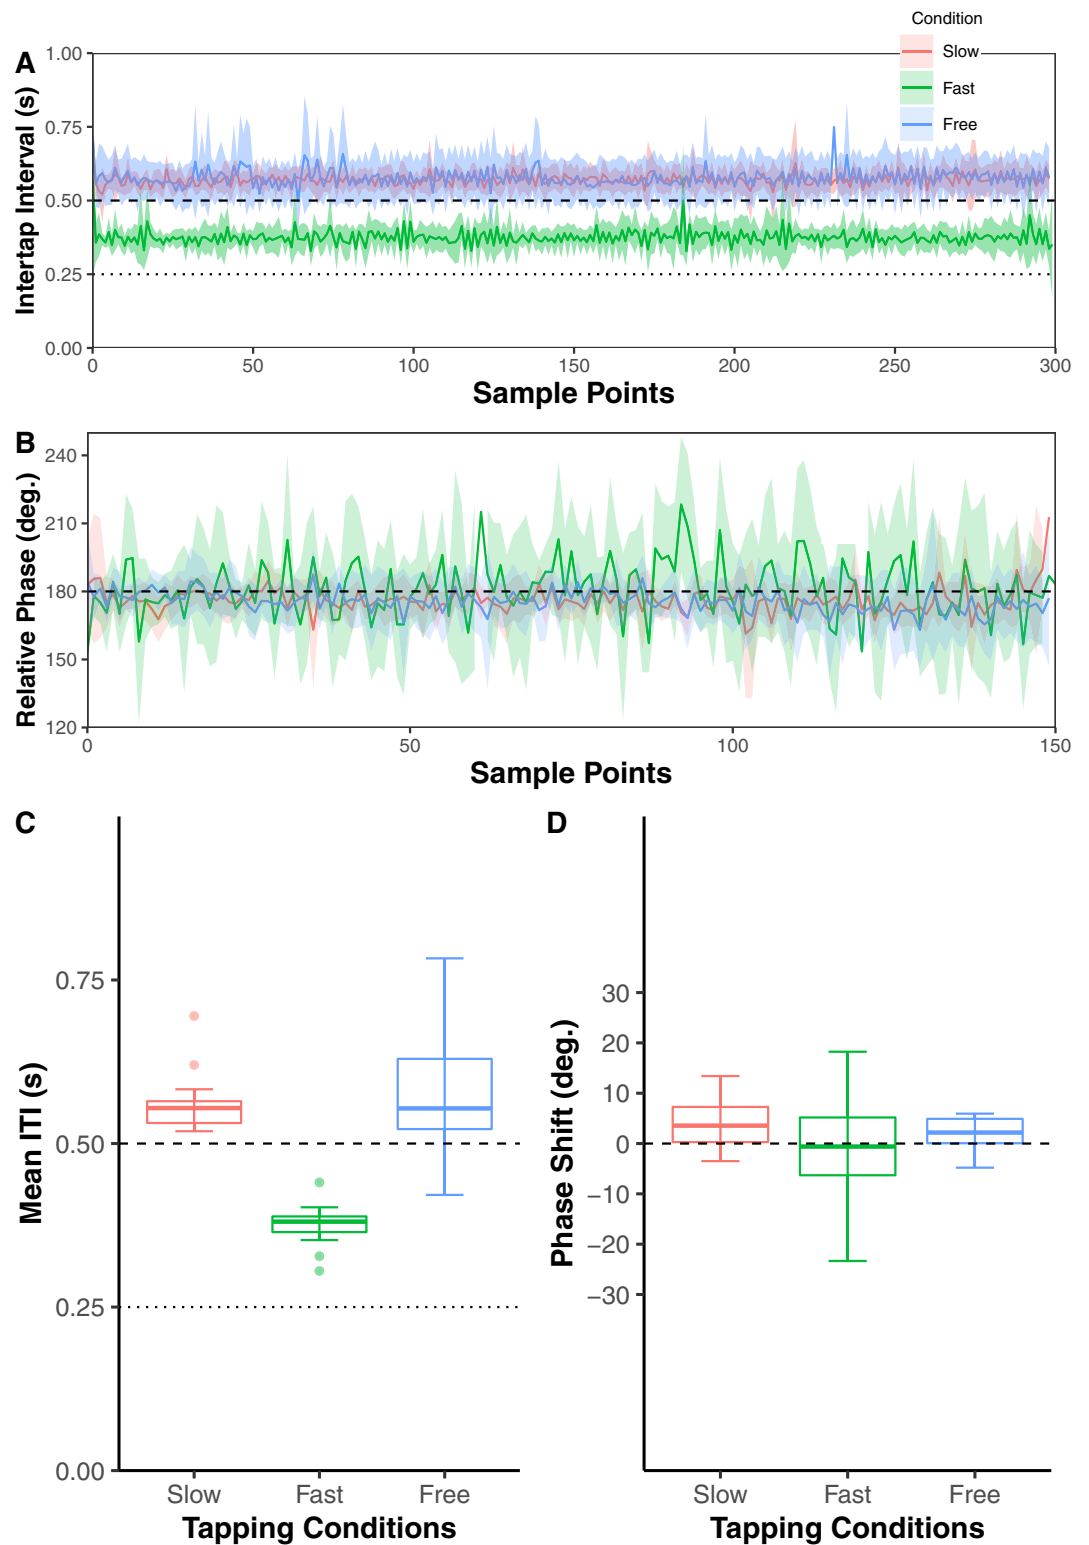 Condition
Slow
Fast
Free
A
Intertap Interval (s)
1.00
0.75
0.50
0.25
0.00
0 50 100 150 200 250 300
Sample Points
B
Relative Phase (deg.)
240
210
180
150
120
0 50 100 150
Sample Points
C
Mean ITI (s)
0.75
0.50
0.25
0.00
Slow Fast Free
Tapping Conditions
D
Phase Shift (deg.)
30
20
10
0
−10
−20
−30
Slow Fast Free
Tapping Conditions